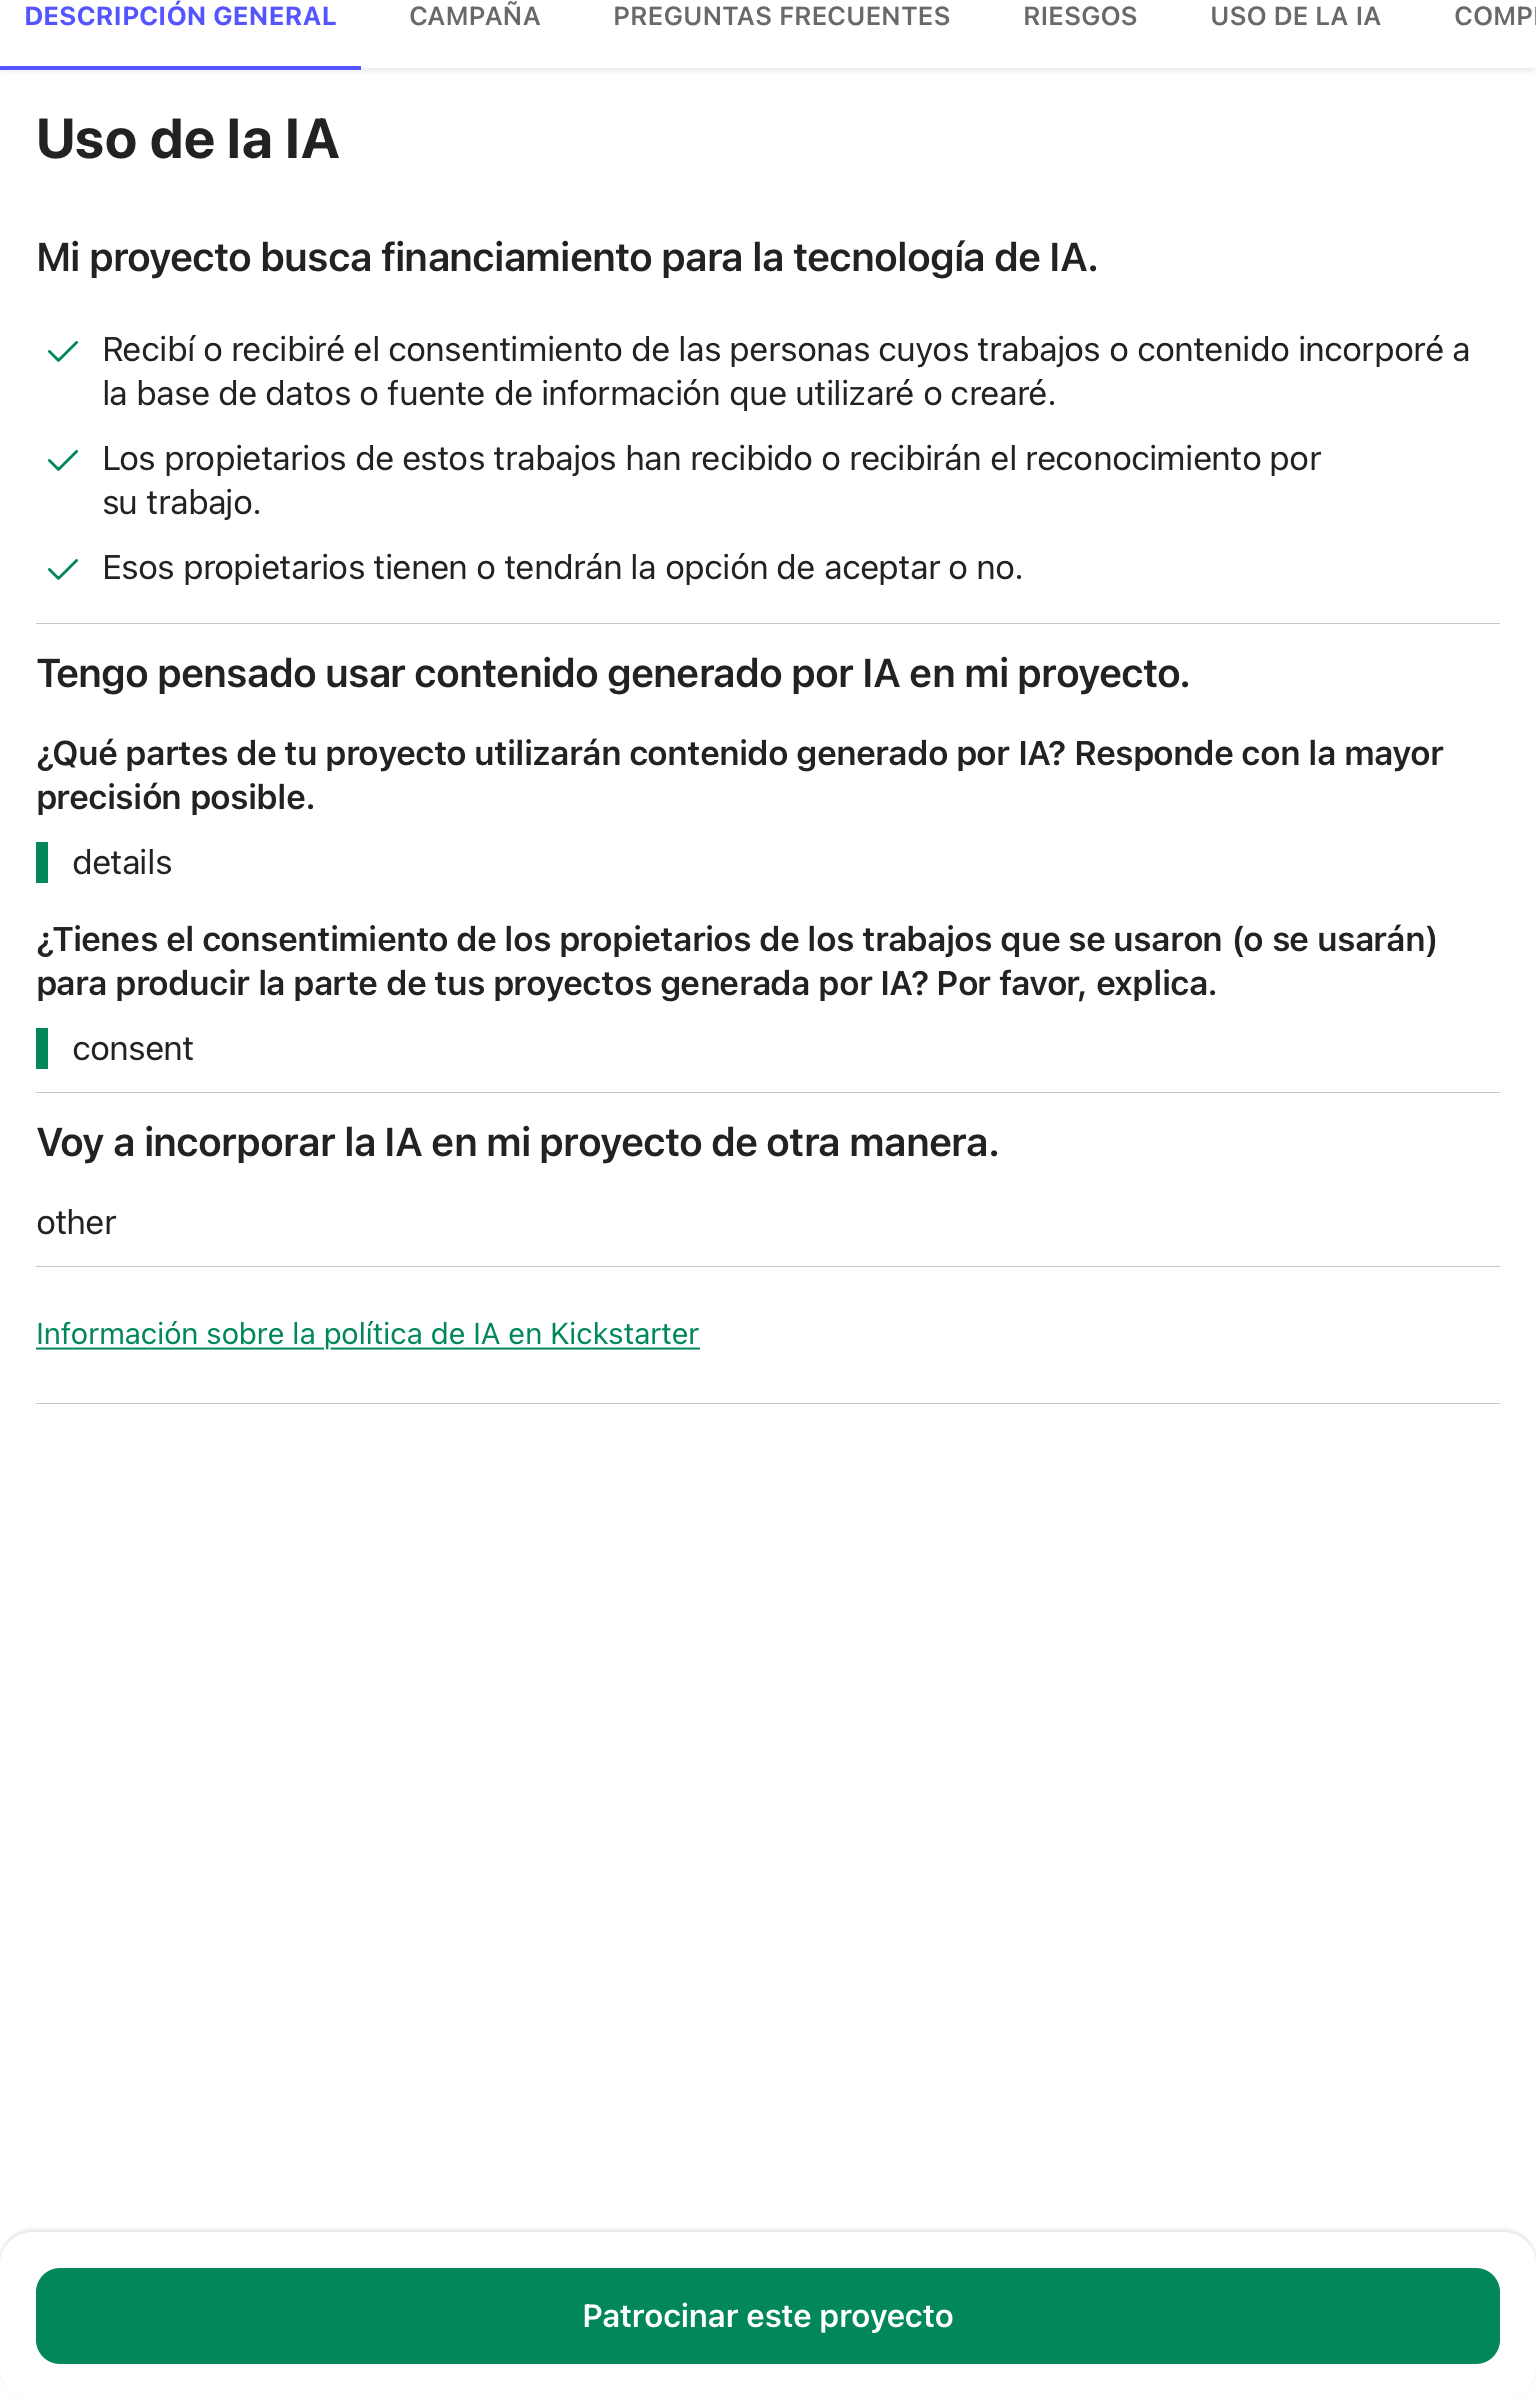 DESCRIPCIÓN GENERAL CAMPAÑA PREGUNTAS FRECUENTES RIESGOS USO DE LA IA
Uso de la IA
Mi proyecto busca financiamiento para la tecnología de IA.
Recibí o recibiré el consentimiento de las personas cuyos trabajos o contenido incorporé a
la base de datos o fuente de información que utilizaré o crearé.
Los propietarios de estos trabajos han recibido o recibirán el reconocimiento por
su trabajo.
Esos propietarios tienen o tendrán la opción de aceptar o no.
Tengo pensado usar contenido generado por IA en mi proyecto.
¿Qué partes de tu proyecto utilizarán contenido generado por IA? Responde con la mayor
precisión posible.
details
¿Tienes el consentimiento de los propietarios de los trabajos que se usaron (o se usarán)
para producir la parte de tus proyectos generada por IA? Por favor, explica.
consent
Voy a incorporar la IA en mi proyecto de otra manera.
other
Información sobre la política de IA en Kickstarter
Patrocinar este proyecto